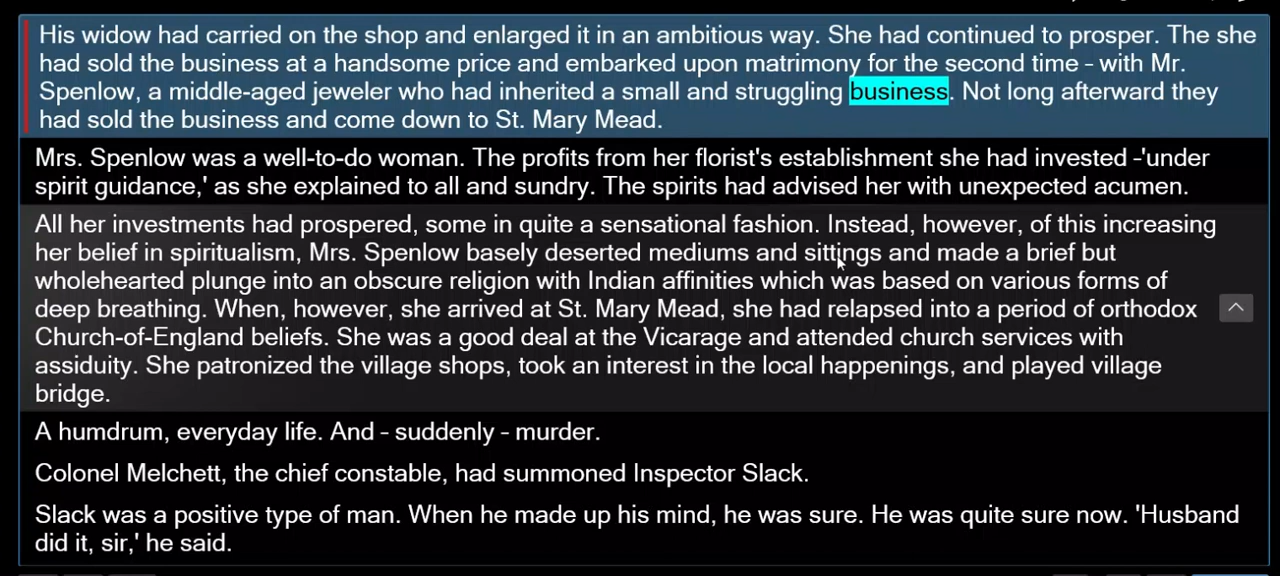 His widow had carried on the shop and enlarged it in an ambitious way. She had continued to prosper. The she
had sold the business at a handsome price and embarked upon matrimony for the second time - with Mr.
Spenlow, a middle-aged jeweler who had inherited a small and struggling business. Not long afterward they
had sold the business and come down to St. Mary Mead.
Mrs. Spenlow was a well-to-do woman. The profits from her florist's establishment she had invested -'under
spirit guidance,' as she explained to all and sundry. The spirits had advised her with unexpected acumen.
All her investments had prospered, some in quite a sensational fashion. Instead, however, of this increasing
her belief in spiritualism, Mrs. Spenlow basely deserted mediums and sittings and made a brief but
wholehearted plunge into an obscure religion with Indian affinities which was based on various forms of
deep breathing. When, however, she arrived at St. Mary Mead, she had relapsed into a period of orthodox
Church-of-England beliefs. She was a good deal at the Vicarage and attended church services with
assiduity. She patronized the village shops, took an interest in the local happenings, and played village
bridge.
A humdrum, everyday life. And - suddenly - murder.
Colonel Melchett, the chief constable, had summoned Inspector Slack.
Slack was a positive type of man. When he made up his mind, he was sure. He was quite sure now. 'Husband
did it, sir,' he said.